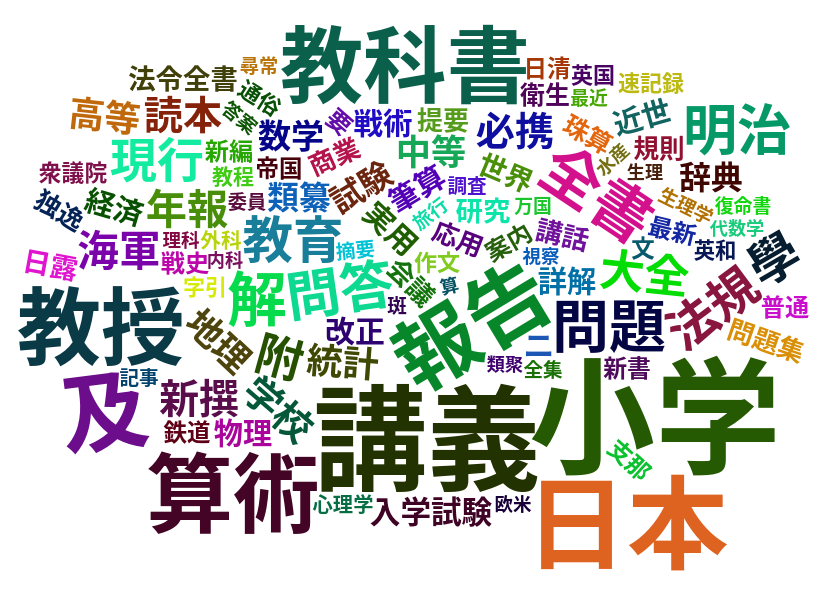 教科書
尋常
法令全書
日清
英国
速記録
通俗
衛生
最近
高等
読本
答案
数学
要
戦術
提要
必携
珠算
近世
明治
現行
新編
帝国
商業
中等
水産
規則
衆議院
教程
試験
筆算
調査
世界
全書
生理
辞典
独逸
経済
年報
委員
類纂
実用
旅行
研究
万国
生理学
復命書
海軍
理科
外科
教育
摘要
応用
案内
講話
文
最新
英和
代数学
日露
戦史
内科
会議
作文
視察
學
字引
解
問答
算
詳解
大全
教授
地理
附
統計
改正
班
報告
ニ
問題
法規
普通
問題集
類聚
全集
新書
及
記事
新撰
学校
講義
小学
鉄道
物理
支那
算術
心理学
入学試験
欧米
日本